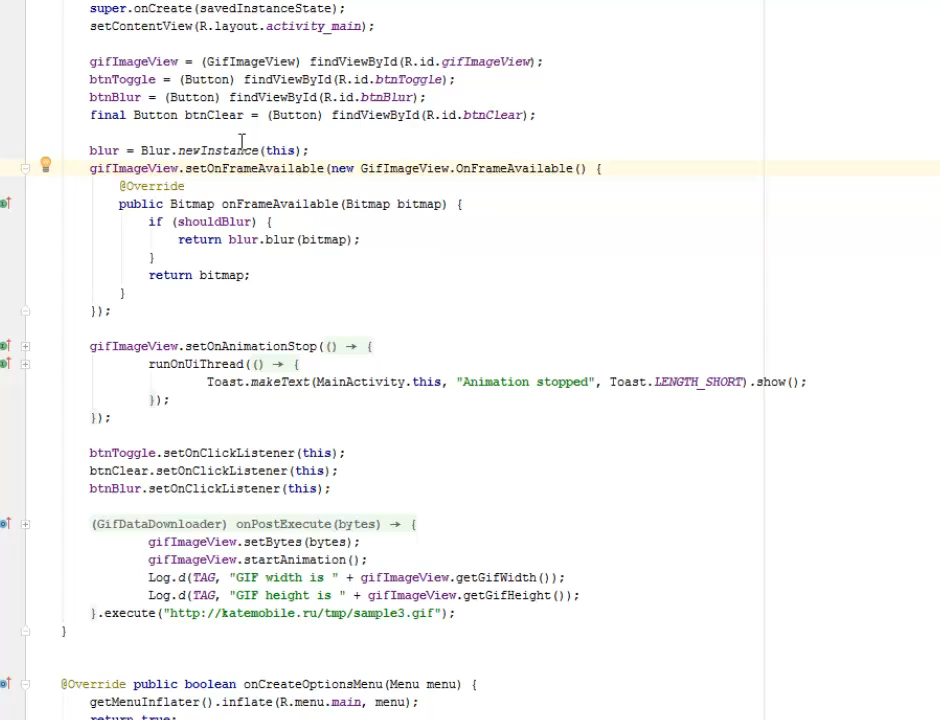 super.onCreate(savedInstanceState);
setContentView(R.layout.activity_main);
gifImageView = (GifImageView) findViewById(R.id.gifImageView);
btnToggle = (Button) findViewById(R.id.btnToggle);
btnBlur = (Button) findViewById(R.id.btnBlur);
final Button btnClear = (Button) findViewById(R.id.btnClear);
blur = Blur.newInstance(this);
gifImageView.setOnFrameAvailable(new GifImageView.OnFrameAvailable() {
@Override
public Bitmap onFrameAvailable(Bitmap bitmap) {
if (shouldBlur) {
return blur.blur(bitmap);
}
return bitmap;
}
});
gifImageView.setOnAnimationStop(() → {
runOnUiThread(() → {
Toast.makeText(MainActivity.this, "Animation stopped", Toast.LENGTH_SHORT).show();
});
});
btnToggle.setOnClickListener(this);
btnClear.setOnClickListener(this);
btnBlur.setOnClickListener(this);
(GifDataDownloader) onPostExecute(bytes) → {
gifImageView.setBytes(bytes);
gifImageView.startAnimation();
Log.d(TAG, "GIF width is " + gifImageView.getGifWidth());
Log.d(TAG, "GIF height is " + gifImageView.getGifHeight());
}.execute("http://katemobile.ru/tmp/sample3.gif");
}
@Override public boolean onCreateOptionsMenu(Menu menu) {
getMenuInflater().inflate(R.menu.main, menu);
return true;